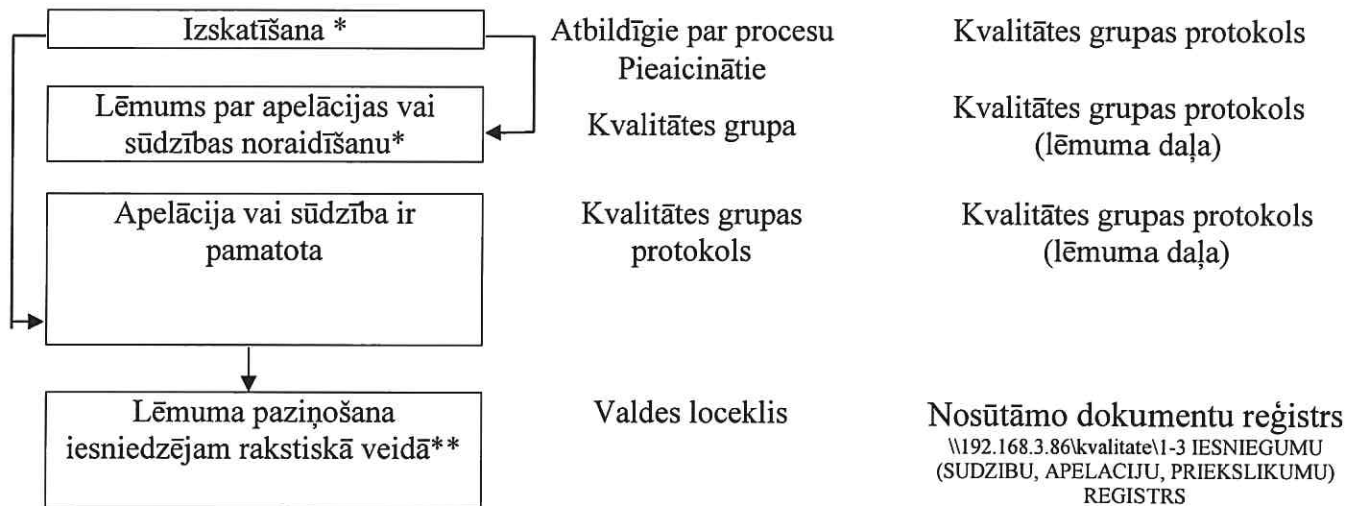 Izskatīšana *
Atbildīgie par procesu
Pieaicinātie
Kvalitātes grupas protokols
Lēmums par apelācijas vai
sūdzības noraidīšanu*
Kvalitātes grupa
Kvalitātes grupas protokols
(lēmuma daļa)
Apelācija vai sūdzība ir
pamatota
Kvalitātes grupas
protokols
Kvalitātes grupas protokols
(lēmuma daļa)
Lēmuma paziņošana
iesniedzējam rakstiskā veidā**
Valdes loceklis
Nosūtāmo dokumentu reģistrs
\\192.168.3.86\kvalitate\1-3 IESNIEGUMU
(SUDZIBU, APELACIJU, PRIEKSLIKUMU)
REGISTRS